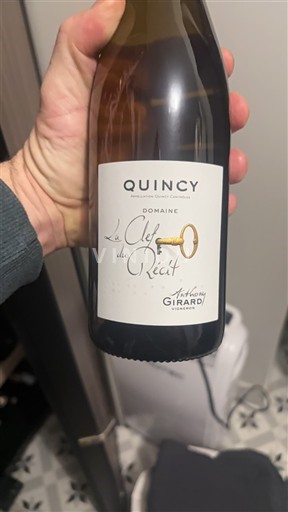 QUINCY
DOMAINE
La Clef
du Récit
Anthony
GIRARD
VIGNERON